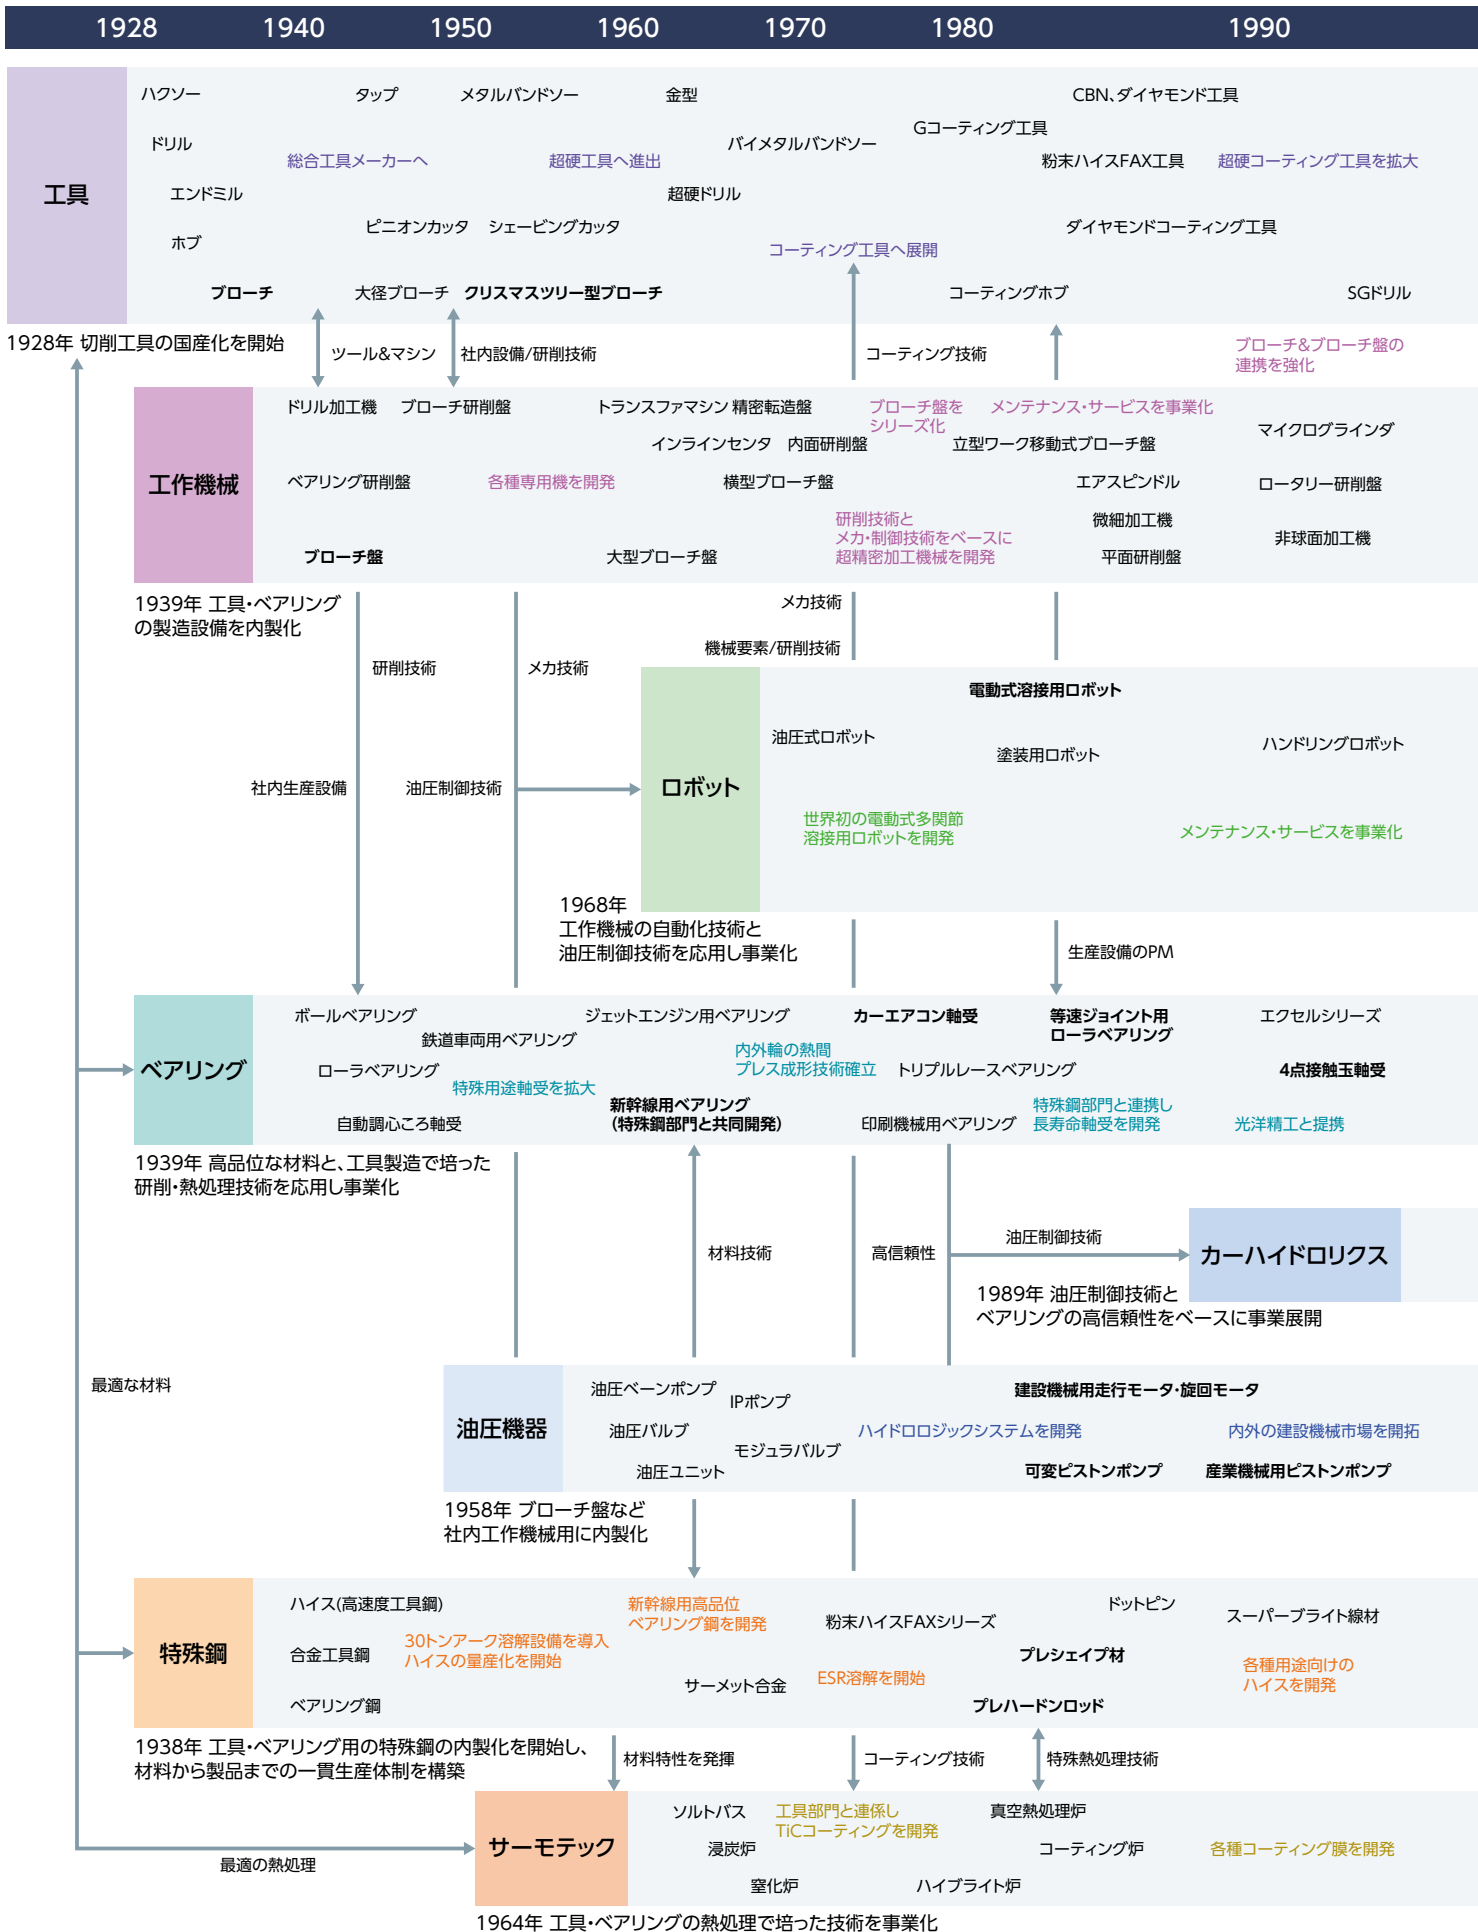 1928 1940 1950 1960 1970 1980 1990
工具
ハクソー
タップ
メタルバンドソー
金型
CBN、ダイヤモンド工具
Gコーティング工具
ドリル
バイメタルバンドソー
総合工具メーカーへ
超硬工具へ進出
粉末ハイスFAX工具
超硬コーティング工具を拡大
エンドミル
超硬ドリル
ピニオンカッタ
シェービングカッタ
ダイヤモンドコーティング工具
ホブ
コーティング工具へ展開
ブローチ
大径ブローチ
クリスマスツリー型ブローチ
コーティングホブ
SGドリル
1928年 切削工具の国産化を開始
ツール&マシン
社内設備/研削技術
コーティング技術
ブローチ&ブローチ盤の
連携を強化
工作機械
ドリル加工機
ブローチ研削盤
トランスファマシン
精密転造盤
ブローチ盤を
シリーズ化
メンテナンス・サービスを事業化
マイクログラインダ
インラインセンタ
内面研削盤
立型ワーク移動式ブローチ盤
ベアリング研削盤
各種専用機を開発
横型ブローチ盤
エアスピンドル
ロータリー研削盤
研削技術と
メカ・制御技術をベースに
超精密加工機械を開発
微細加工機
非球面加工機
ブローチ盤
大型ブローチ盤
平面研削盤
1939年 工具・ベアリング
の製造設備を内製化
メカ技術
機械要素/研削技術
研削技術
メカ技術
社内生産設備
油圧制御技術
ロボット
電動式溶接用ロボット
油圧式ロボット
塗装用ロボット
ハンドリングロボット
世界初の電動式多関節
溶接用ロボットを開発
メンテナンス・サービスを事業化
1968年
工作機械の自動化技術と
油圧制御技術を応用し事業化
生産設備のPM
ベアリング
ボールベアリング
鉄道車両用ベアリング
ジェットエンジン用ベアリング
カーエアコン軸受
等速ジョイント用
ローラベアリング
エクセルシリーズ
内外輪の熱間
プレス成形技術確立
ローラベアリング
特殊用途軸受を拡大
トリプルレースベアリング
4点接触玉軸受
新幹線用ベアリング
(特殊鋼部門と共同開発)
自動調心ころ軸受
印刷機械用ベアリング
特殊鋼部門と連携し
長寿命軸受を開発
光洋精工と提携
1939年 高品位な材料と、工具製造で培った
研削・熱処理技術を応用し事業化
材料技術
高信頼性
油圧制御技術
カーハイドロリクス
1989年 油圧制御技術と
ベアリングの高信頼性をベースに事業展開
最適な材料
油圧機器
油圧ベーンポンプ
IPポンプ
建設機械用走行モータ・旋回モータ
油圧バルブ
ハイドロロジックシステムを開発
内外の建設機械市場を開拓
モジュラバルブ
油圧ユニット
可変ピストンポンプ
産業機械用ピストンポンプ
1958年 ブローチ盤など
社内工作機械用に内製化
特殊鋼
ハイス(高速度工具鋼)
新幹線用高品位
ベアリング鋼を開発
粉末ハイスFAXシリーズ
ドットピン
スーパーブライト線材
30トンアーク溶解設備を導入
ハイスの量産化を開始
合金工具鋼
プレシェイプ材
サーメット合金
ESR溶解を開始
各種用途向けの
ハイスを開発
ベアリング鋼
プレハードンロッド
1938年 工具・ベアリング用の特殊鋼の内製化を開始し、
材料から製品までの一貫生産体制を構築
材料特性を発揮
コーティング技術
特殊熱処理技術
サーモテック
ソルトバス
工具部門と連係し
TiCコーティングを開発
真空熱処理炉
浸炭炉
コーティング炉
各種コーティング膜を開発
窒化炉
ハイブライト炉
最適の熱処理
1964年 工具・ベアリングの熱処理で培った技術を事業化